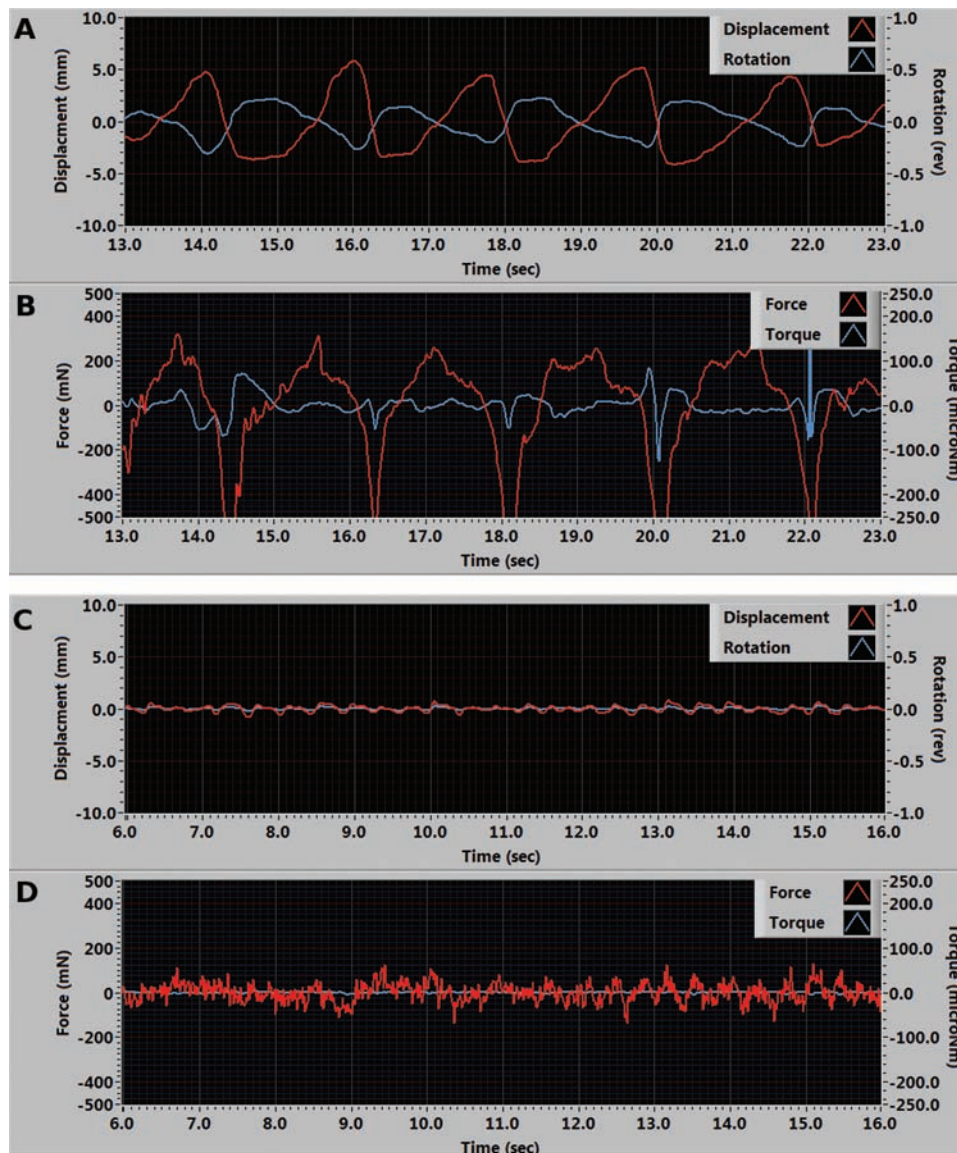 A
Displacement
Rotation
10.0
5.0
0.0
-5.0
-10.0
1.0
0.5
0.0
-0.5
-1.0
Displacment (mm)
Rotation (rev)
13.0 14.0 15.0 16.0 17.0 18.0 19.0 20.0 21.0 22.0 23.0
Time (sec)
B
Force
Torque
500
400
200
0
-200
-400
-500
250.0
200.0
100.0
0.0
-100.0
-200.0
-250.0
Force (mN)
Torque (microNm)
13.0 14.0 15.0 16.0 17.0 18.0 19.0 20.0 21.0 22.0 23.0
Time (sec)
C
Displacement
Rotation
10.0
5.0
0.0
-5.0
-10.0
1.0
0.5
0.0
-0.5
-1.0
Displacment (mm)
Rotation (rev)
6.0 7.0 8.0 9.0 10.0 11.0 12.0 13.0 14.0 15.0 16.0
Time (sec)
D
Force
Torque
500
400
200
0
-200
-400
-500
250.0
200.0
100.0
0.0
-100.0
-200.0
-250.0
Force (mN)
Torque (microNm)
6.0 7.0 8.0 9.0 10.0 11.0 12.0 13.0 14.0 15.0 16.0
Time (sec)